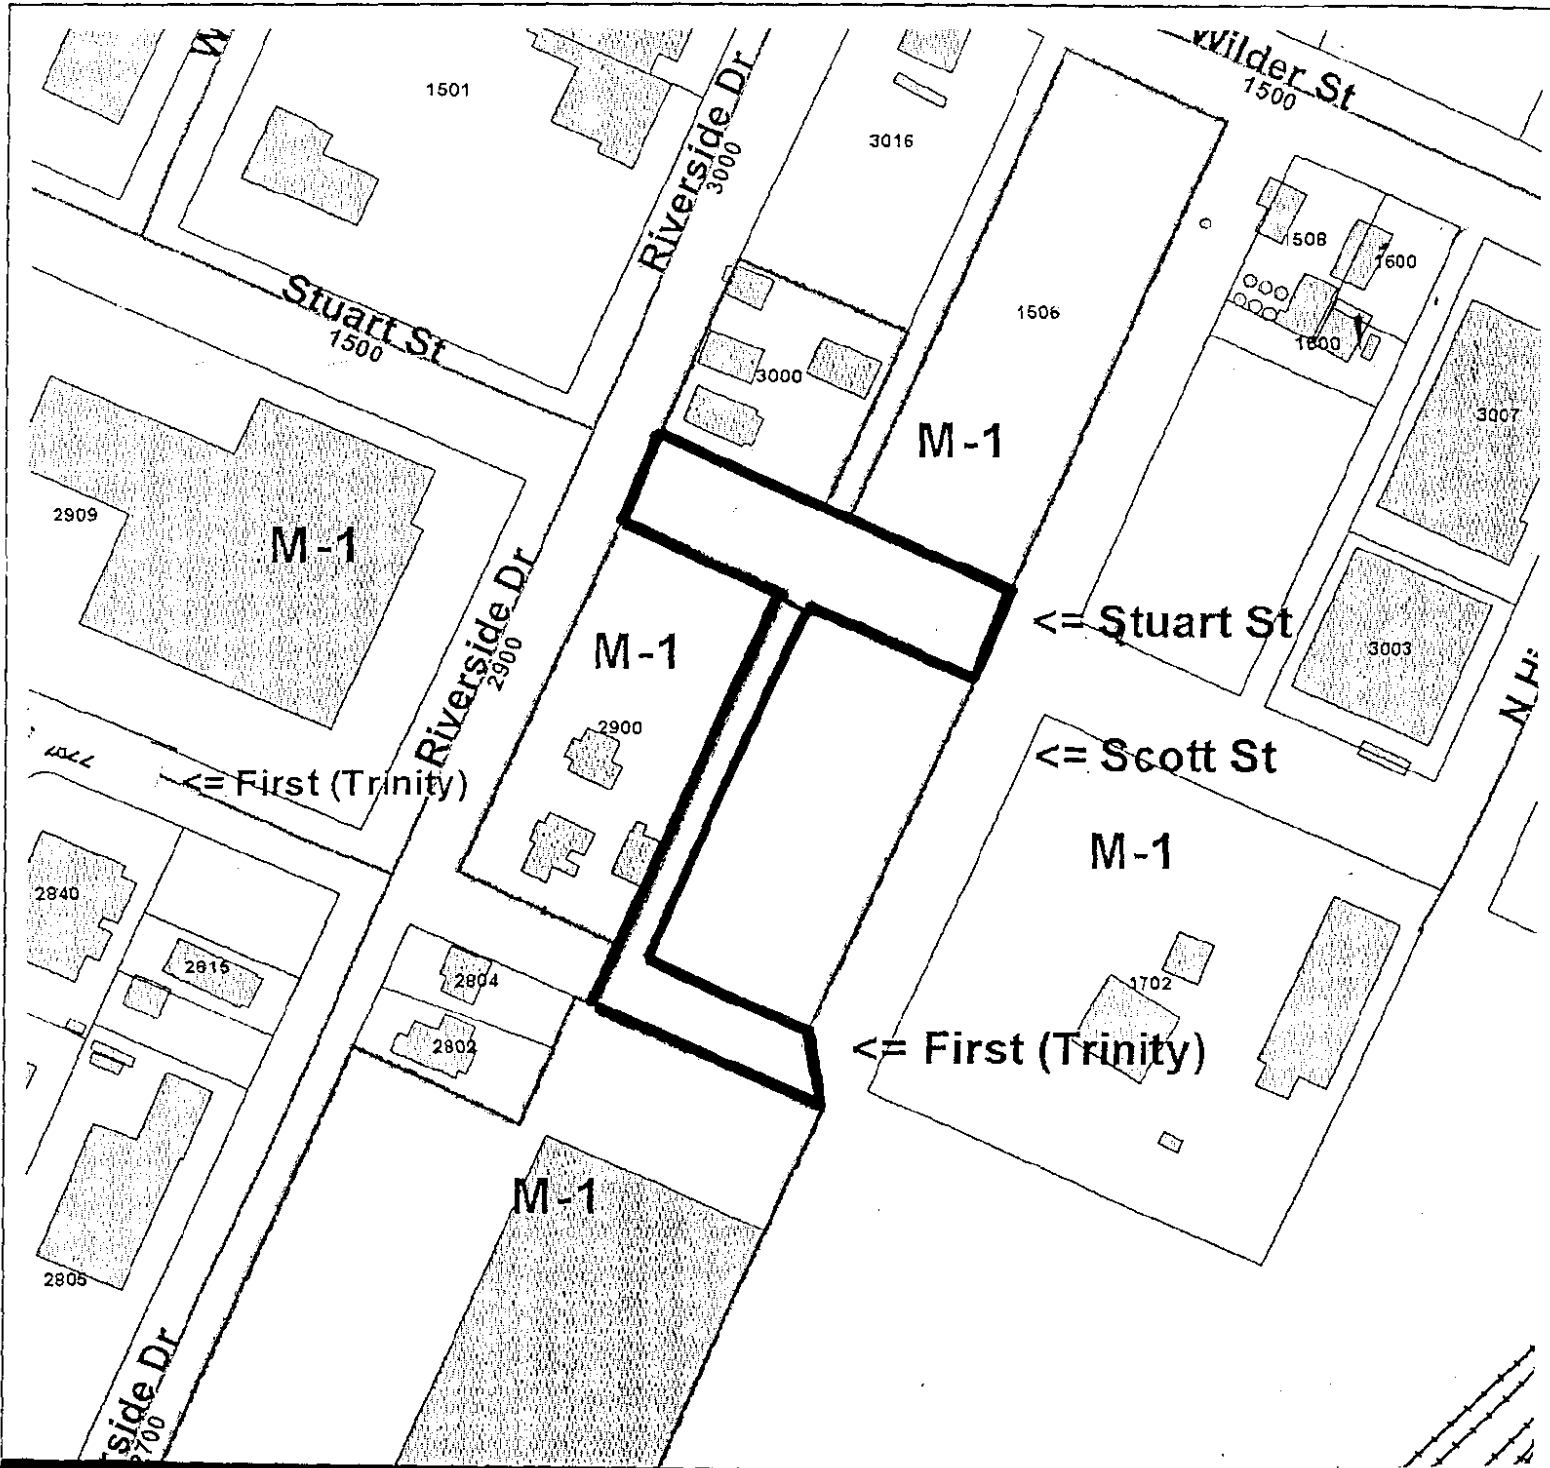 Wilder St
1500
1501
3016
Riverside Dr
3000
1508
1600
Stuart St
1500
1506
1600
3000
3007
M-1
2909
M-1
<= Stuart St
M-1
3003
Riverside Dr
2900
2900
<= Scott St
<= First (Trinity)
M-1
2840
2815
2804
1702
2802
<= First (Trinity)
M-1
2805
rside Dr
2700